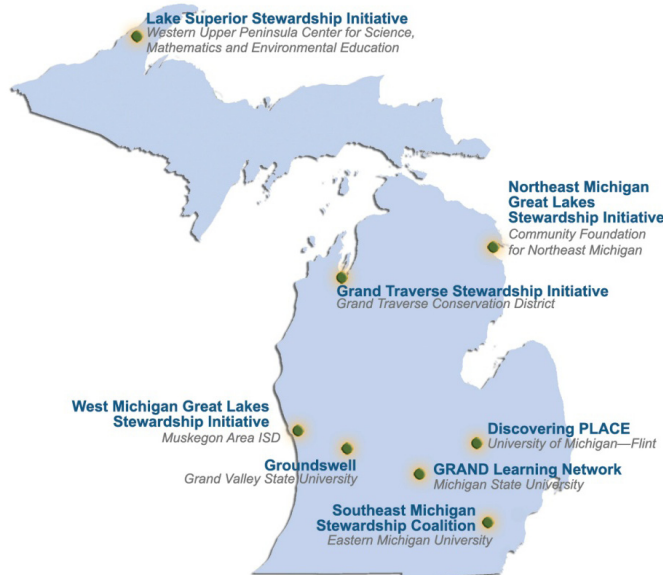 Lake Superior Stewardship Initiative
Western Upper Peninsula Center for Science,
Mathematics and Environmental Education
Northeast Michigan
Great Lakes
Stewardship Initiative
Community Foundation
for Northeast Michigan
Grand Traverse Stewardship Initiative
Grand Traverse Conservation District
West Michigan Great Lakes
Stewardship Initiative
Muskegon Area ISD
Discovering PLACE
University of Michigan—Flint
Groundswell
Grand Valley State University
GRAND Learning Network
Michigan State University
Southeast Michigan
Stewardship Coalition
Eastern Michigan University